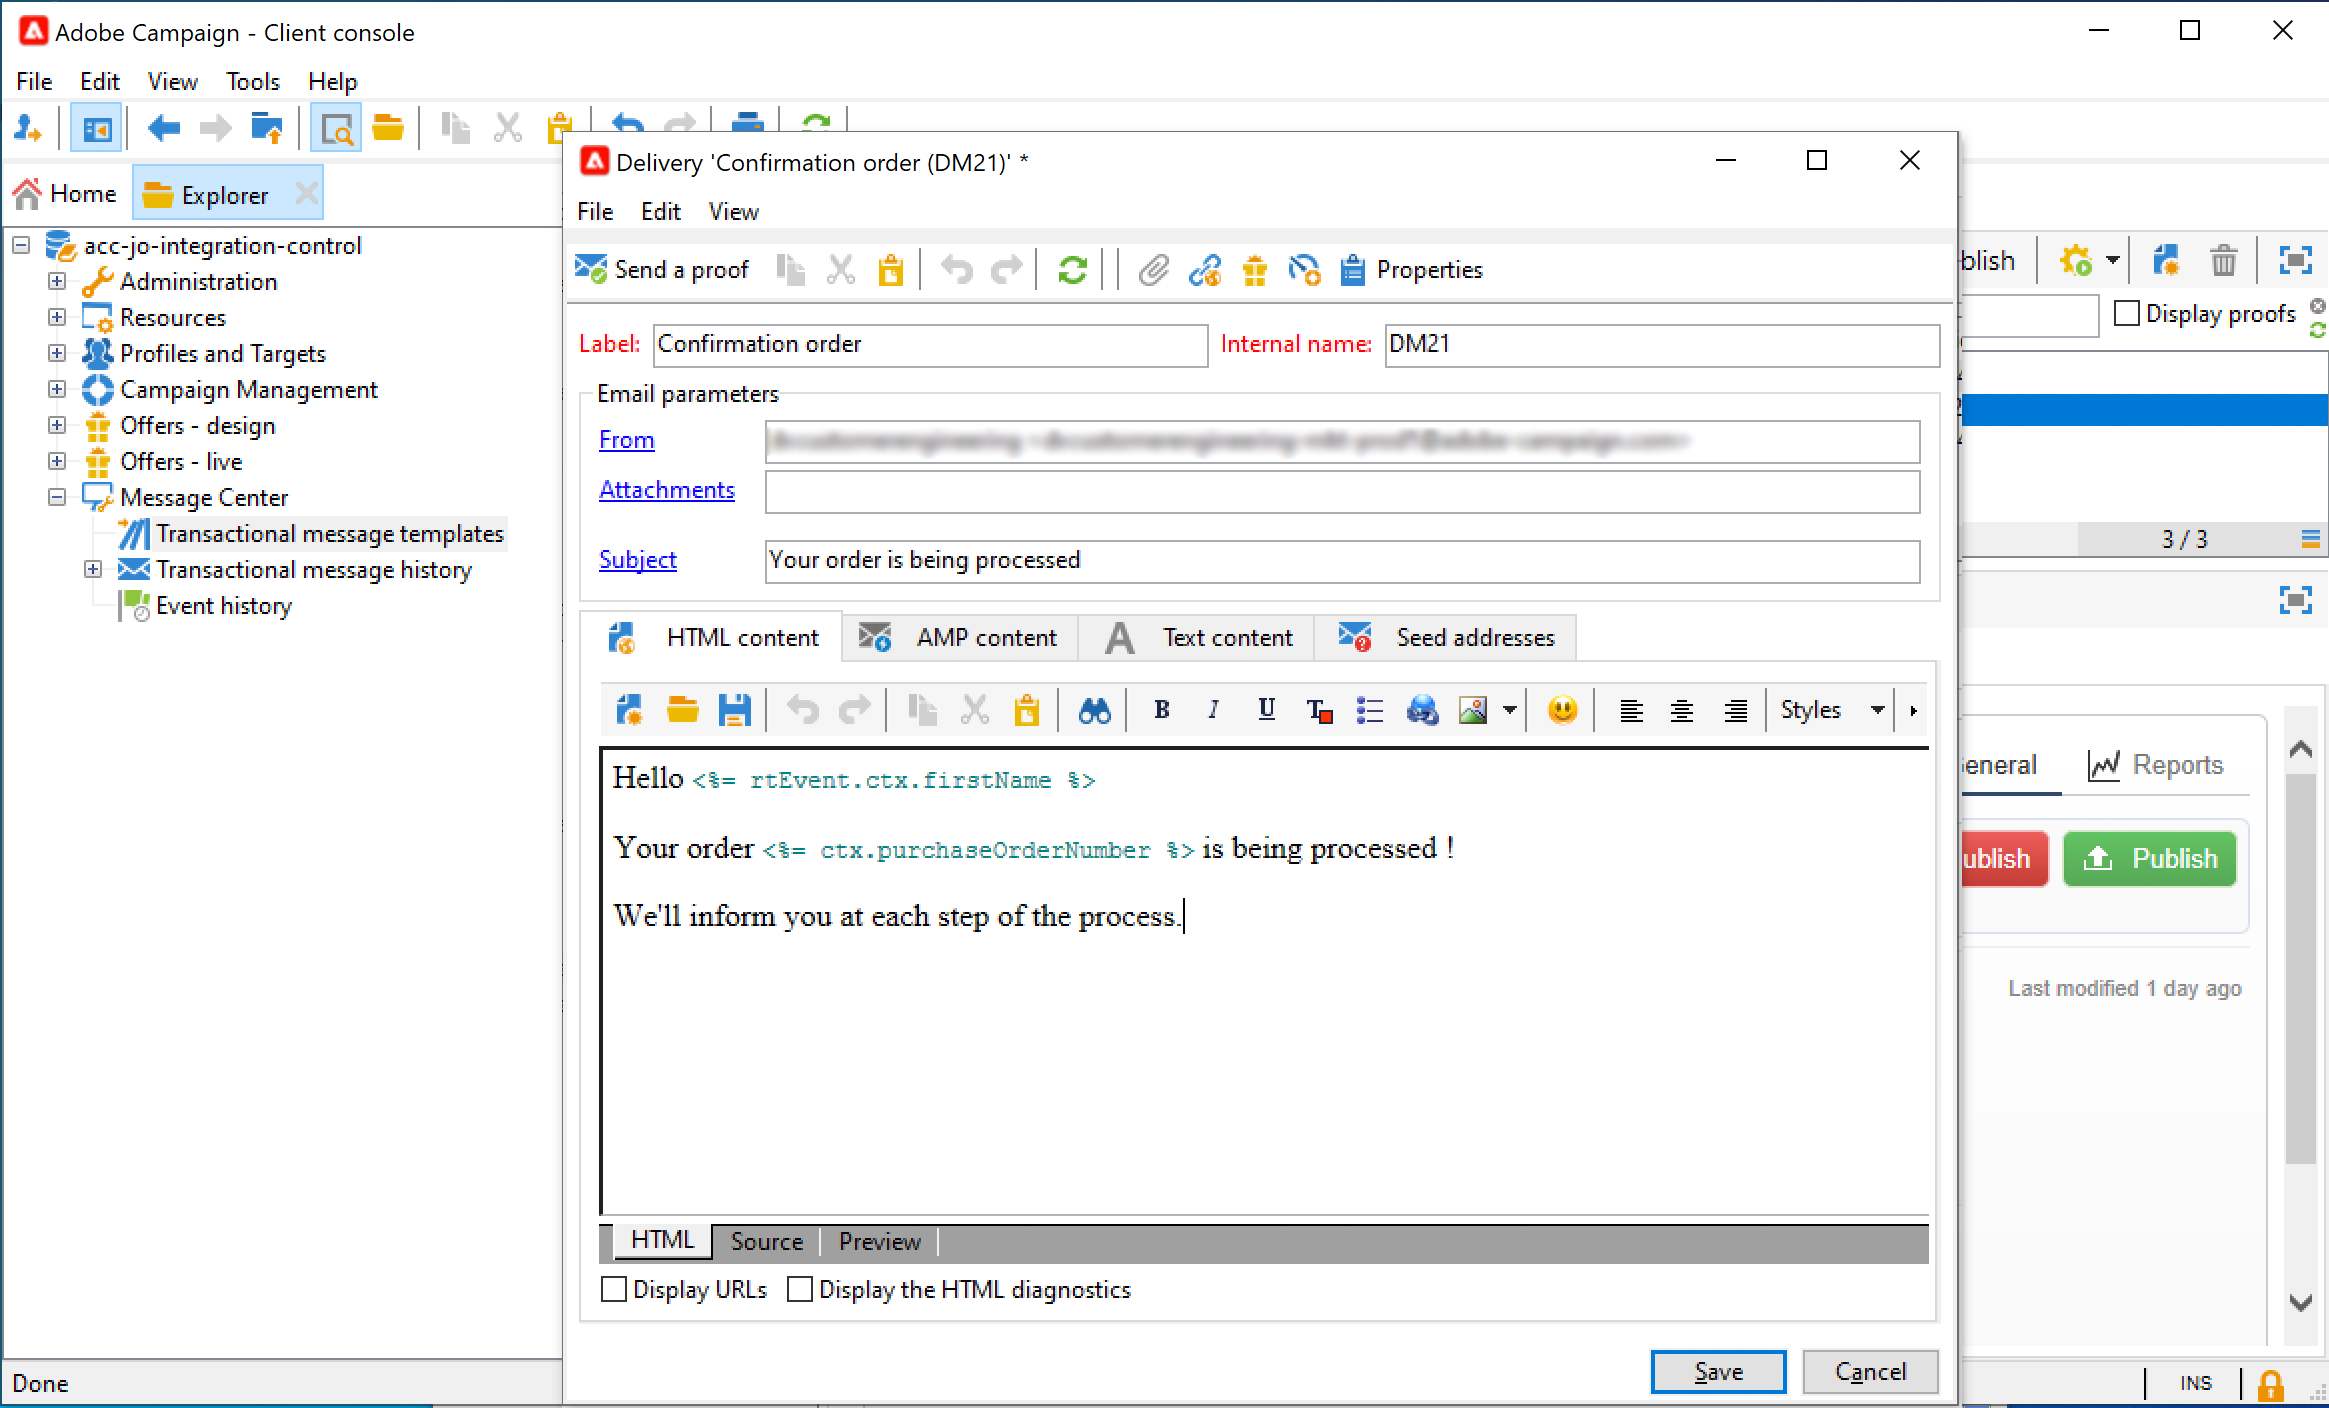 Adobe Campaign - Client console
File Edit View Tools Help
Home Explorer
acc-jo-integration-control
Administration
Resources
Profiles and Targets
Campaign Management
Offers - design
Offers - live
Message Center
Transactional message templates
Transactional message history
Event history
Done
Delivery 'Confirmation order (DM21)' *
File Edit View
Send a proof Properties
Label: Confirmation order Internal name: DM21
Email parameters
From
Attachments
Subject Your order is being processed
HTML content AMP content Text content Seed addresses
B I U T Styles
Hello <%= rtEvent.ctx.firstName %>
Your order <%= ctx.purchaseOrderNumber %> is being processed !
We'll inform you at each step of the process.
HTML Source Preview
Display URLs Display the HTML diagnostics
Save Cancel
blish
Display proofs
3 / 3
eneral Reports
ublish Publish
Last modified 1 day ago
INS